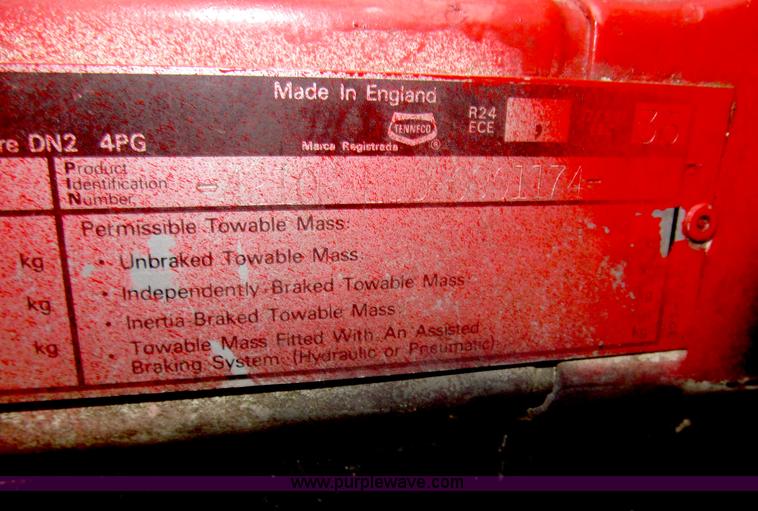 Made In England
TENNECO
®
R24
ECE
DN2 4PG
Marca Registrada
Product
Identification
Number
Permissible Towable Mass:
kg
• Unbraked Towable Mass:
• Independently Braked Towable Mass
kg
• Inertia Braked Towable Mass
kg
• Towable Mass Fitted With An Assisted
Braking System: (Hydraulic or Pneumatic)
kg
www.purplewave.com